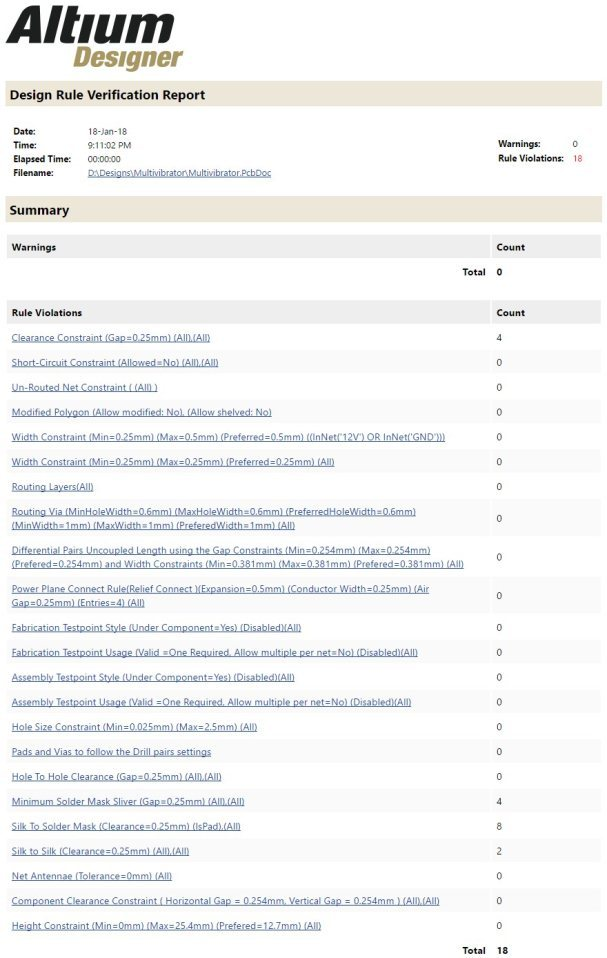 Altium
Designer
Design Rule Verification Report
Date: 18-Jan-18
Time: 9:11:02 PM
Elapsed Time: 00:00:00
Filename: D:\Designs\Multivibrator\Multivibrator.PcbDoc
Warnings: 0
Rule Violations: 18
Summary
Warnings Count
Total 0
Rule Violations Count
Clearance Constraint (Gap=0.25mm) (All),(All) 4
Short-Circuit Constraint (Allowed=No) (All),(All) 0
Un-Routed Net Constraint ( (All) ) 0
Modified Polygon (Allow modified: No), (Allow shelved: No) 0
Width Constraint (Min=0.25mm) (Max=0.5mm) (Preferred=0.5mm) ((InNet('12V') OR InNet('GND'))) 0
Width Constraint (Min=0.25mm) (Max=0.25mm) (Preferred=0.25mm) (All) 0
Routing Layers(All) 0
Routing Via (MinHoleWidth=0.6mm) (MaxHoleWidth=0.6mm) (PreferredHoleWidth=0.6mm)
(MinWidth=1mm) (MaxWidth=1mm) (PreferedWidth=1mm) (All) 0
Differential Pairs Uncoupled Length using the Gap Constraints (Min=0.254mm) (Max=0.254mm)
(Prefered=0.254mm) and Width Constraints (Min=0.381mm) (Max=0.381mm) (Prefered=0.381mm) (All) 0
Power Plane Connect Rule(Relief Connect )(Expansion=0.5mm) (Conductor Width=0.25mm) (Air
Gap=0.25mm) (Entries=4) (All) 0
Fabrication Testpoint Style (Under Component=Yes) (Disabled)(All) 0
Fabrication Testpoint Usage (Valid =One Required, Allow multiple per net=No) (Disabled)(All) 0
Assembly Testpoint Style (Under Component=Yes) (Disabled)(All) 0
Assembly Testpoint Usage (Valid =One Required, Allow multiple per net=No) (Disabled)(All) 0
Hole Size Constraint (Min=0.025mm) (Max=2.5mm) (All) 0
Pads and Vias to follow the Drill pairs settings 0
Hole To Hole Clearance (Gap=0.25mm) (All),(All) 0
Minimum Solder Mask Sliver (Gap=0.25mm) (All),(All) 4
Silk To Solder Mask (Clearance=0.25mm) (IsPad),(All) 8
Silk to Silk (Clearance=0.25mm) (All),(All) 2
Net Antennae (Tolerance=0mm) (All) 0
Component Clearance Constraint ( Horizontal Gap = 0.254mm, Vertical Gap = 0.254mm ) (All),(All) 0
Height Constraint (Min=0mm) (Max=25.4mm) (Prefered=12.7mm) (All) 0
Total 18